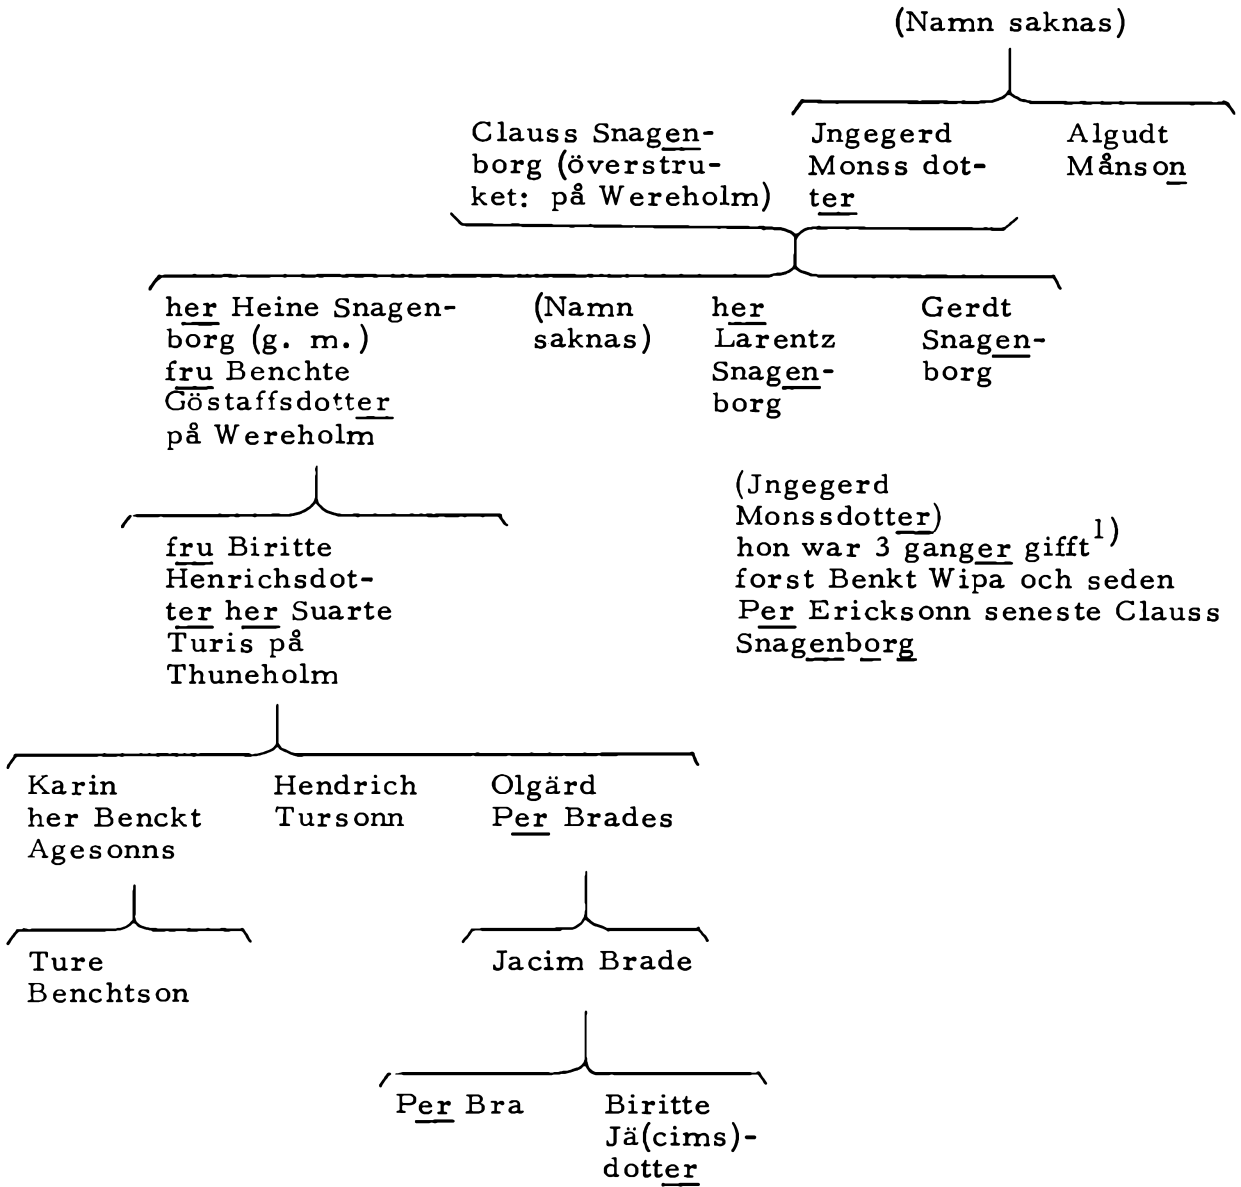 (Namn saknas)
Clauss Snagen-
borg (överstru-
ket: på Wereholm)
Jngegerd
Monss dot-
ter
Algudt
Månson
her Heine Snagen-
borg (g. m.)
fru Benchte
Göstaffsdotter
på Wereholm
(Namn
saknas)
her
Larentz
Snagen-
borg
Gerdt
Snagen-
borg
(Jngegerd
Monssdotter)
hon war 3 ganger gifft1)
forst Benkt Wipa och seden
Per Ericksonn seneste Clauss
Snagenborg
fru Biritte
Henrichsdot-
ter her Suarte
Turis på
Thuneholm
Karin
her Benckt
Agesonns
Hendrich
Tursonn
Olgärd
Per Brades
Ture
Benchtson
Jacim Brade
Per Bra
Biritte
Jä(cims)-
dotter